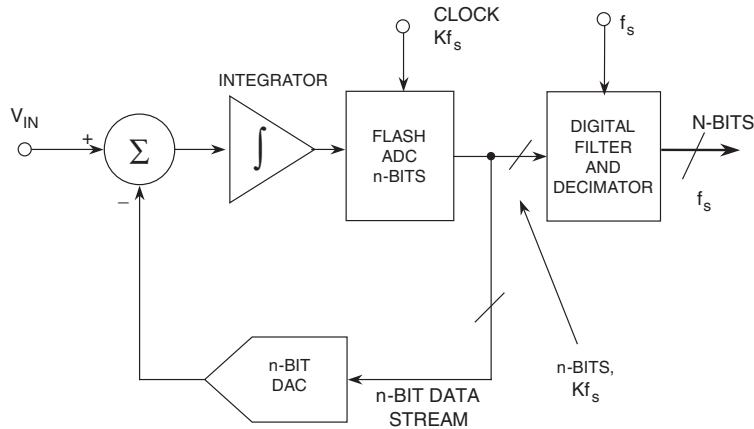 CLOCK
Kfs
fs
INTEGRATOR
VIN
+
Σ
−
∫
FLASH
ADC
n-BITS
DIGITAL
FILTER
AND
DECIMATOR
N-BITS
fs
n-BIT
DAC
n-BIT DATA
STREAM
n-BITS,
Kfs